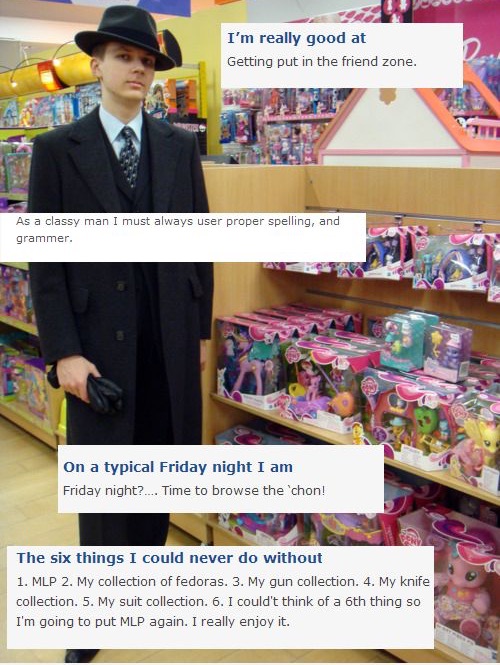 I'm really good at
Getting put in the friend zone.
As a classy man I must always user proper spelling, and
grammer.
On a typical Friday night I am
Friday night?.... Time to browse the 'chon!
The six things I could never do without
1. MLP 2. My collection of fedoras. 3. My gun collection. 4. My knife
collection. 5. My suit collection. 6. I could't think of a 6th thing so
I'm going to put MLP again. I really enjoy it.